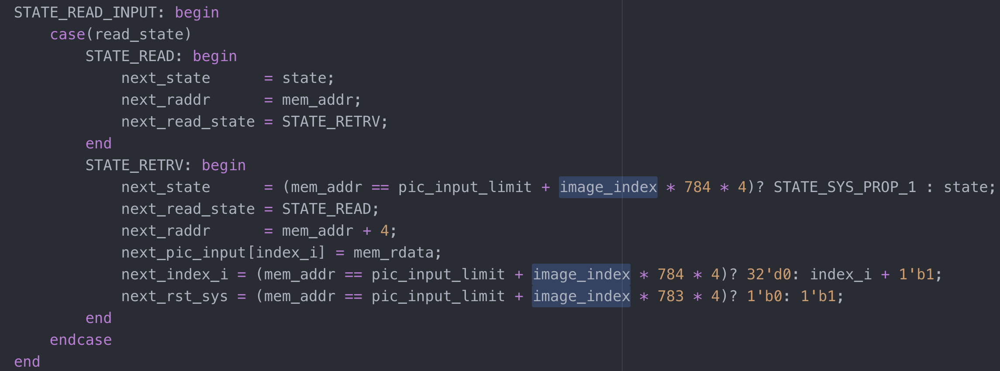 STATE_READ_INPUT: begin
case(read_state)
STATE_READ: begin
next_state = state;
next_raddr = mem_addr;
next_read_state = STATE_RETRV;
end
STATE_RETRV: begin
next_state = (mem_addr == pic_input_limit + image_index * 784 * 4)? STATE_SYS_PROP_1 : state;
next_read_state = STATE_READ;
next_raddr = mem_addr + 4;
next_pic_input[index_i] = mem_rdata;
next_index_i = (mem_addr == pic_input_limit + image_index * 784 * 4)? 32'd0: index_i + 1'b1;
next_rst_sys = (mem_addr == pic_input_limit + image_index * 783 * 4)? 1'b0: 1'b1;
end
endcase
end